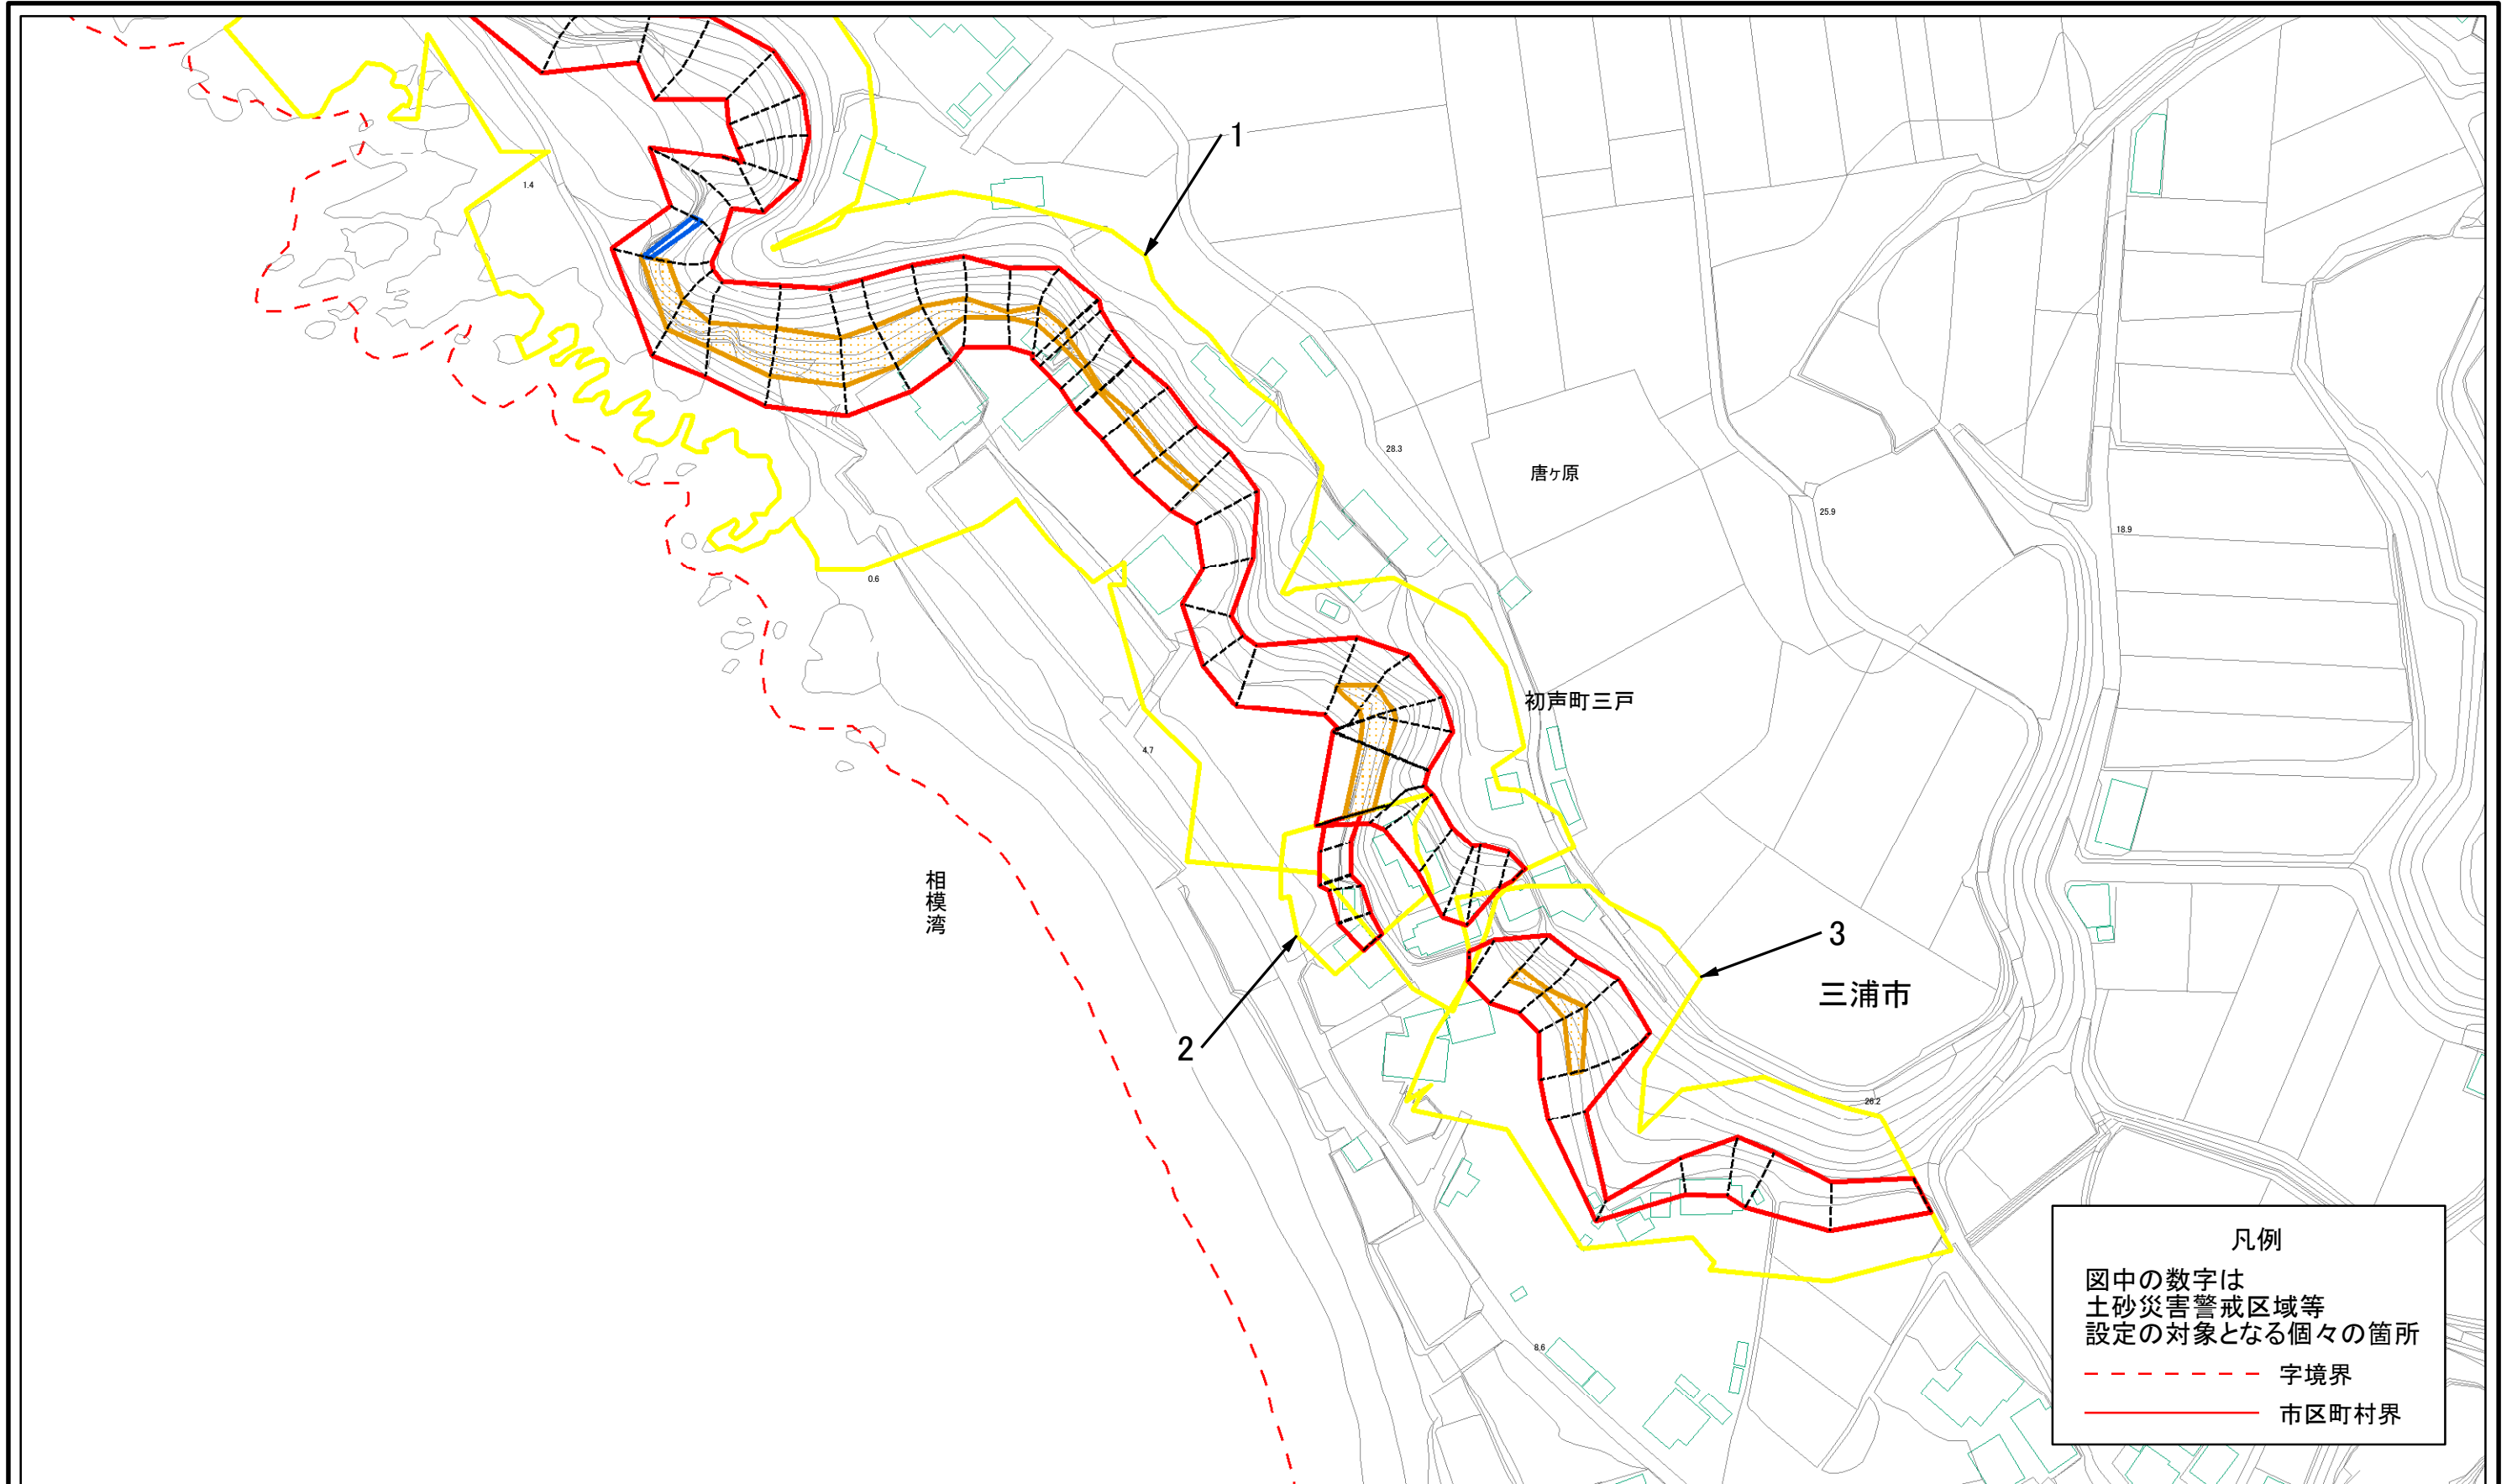 1
1.4
28.3
唐ヶ原
25.9
18.9
0.6
初声町三戸
4.7
相模湾
3
三浦市
2
26.2
8.6
凡例
図中の数字は
土砂災害警戒区域等
設定の対象となる個々の箇所
字境界
市区町村界